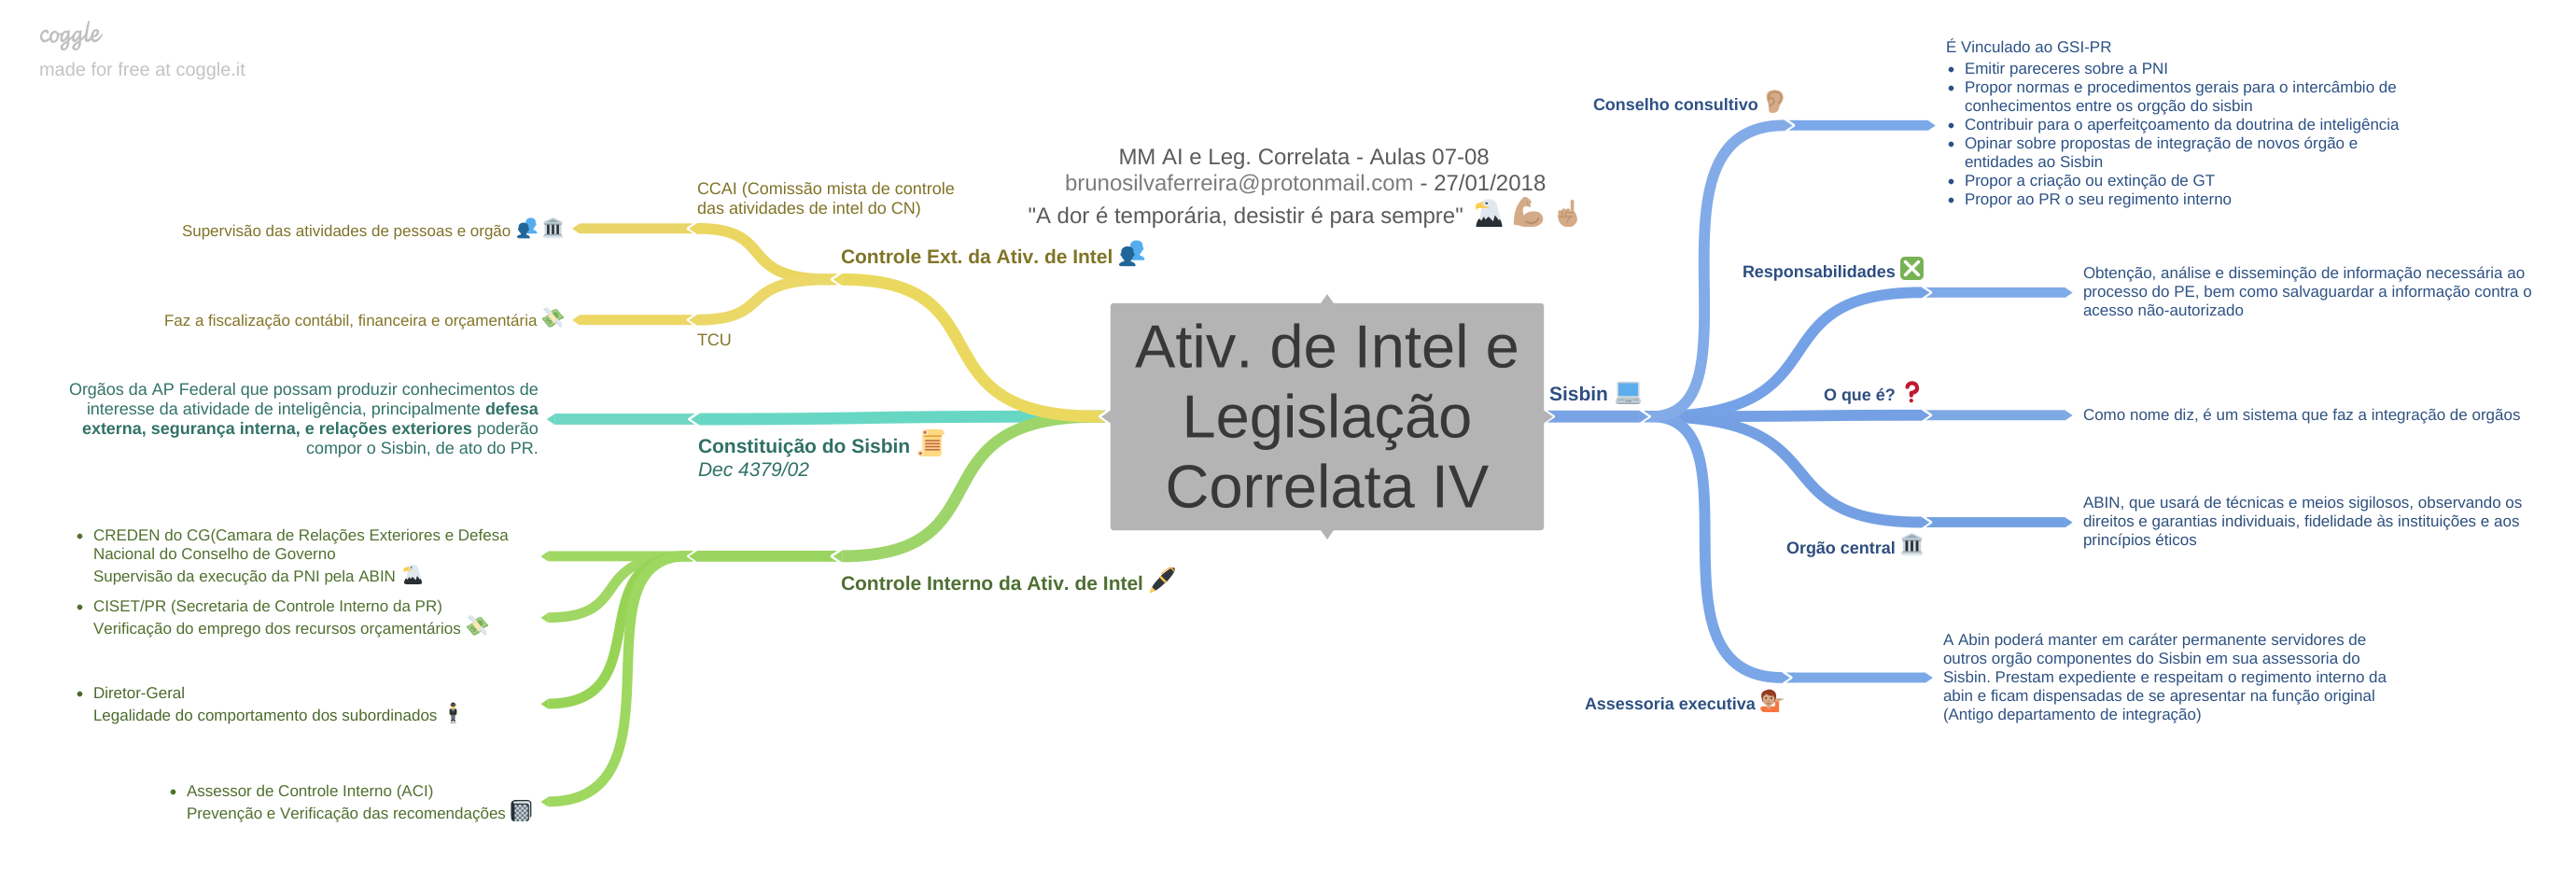 coggle
made for free at coggle.it
MM AI e Leg. Correlata - Aulas 07-08
brunosilvaferreira@protonmail.com - 27/01/2018
"A dor é temporária, desistir é para sempre" 🦅 💪🏽 ☝🏽
Ativ. de Intel e
Legislação
Correlata IV
Sisbin 💻
Conselho consultivo 👂🏽
É Vinculado ao GSI-PR
• Emitir pareceres sobre a PNI
• Propor normas e procedimentos gerais para o intercâmbio de
conhecimentos entre os orgção do sisbin
• Contribuir para o aperfeitçoamento da doutrina de inteligência
• Opinar sobre propostas de integração de novos órgão e
entidades ao Sisbin
• Propor a criação ou extinção de GT
• Propor ao PR o seu regimento interno
Responsabilidades ❎
Obtenção, análise e disseminção de informação necessária ao
processo do PE, bem como salvaguardar a informação contra o
acesso não-autorizado
O que é? ❓
Como nome diz, é um sistema que faz a integração de orgãos
Orgão central 🏛
ABIN, que usará de técnicas e meios sigilosos, observando os
direitos e garantias individuais, fidelidade às instituições e aos
princípios éticos
Assessoria executiva 💁🏽
A Abin poderá manter em caráter permanente servidores de
outros orgão componentes do Sisbin em sua assessoria do
Sisbin. Prestam expediente e respeitam o regimento interno da
abin e ficam dispensadas de se apresentar na função original
(Antigo departamento de integração)
Controle Ext. da Ativ. de Intel 👥
CCAI (Comissão mista de controle
das atividades de intel do CN)
Supervisão das atividades de pessoas e orgão 👥 🏛
TCU
Faz a fiscalização contábil, financeira e orçamentária 💸
Constituição do Sisbin 📜
Dec 4379/02
Orgãos da AP Federal que possam produzir conhecimentos de
interesse da atividade de inteligência, principalmente defesa
externa, segurança interna, e relações exteriores poderão
compor o Sisbin, de ato do PR.
Controle Interno da Ativ. de Intel 🖋
• CREDEN do CG(Camara de Relações Exteriores e Defesa
Nacional do Conselho de Governo
Supervisão da execução da PNI pela ABIN 🦅
• CISET/PR (Secretaria de Controle Interno da PR)
Verificação do emprego dos recursos orçamentários 💸
• Diretor-Geral
Legalidade do comportamento dos subordinados 🕴
• Assessor de Controle Interno (ACI)
Prevenção e Verificação das recomendações 📓